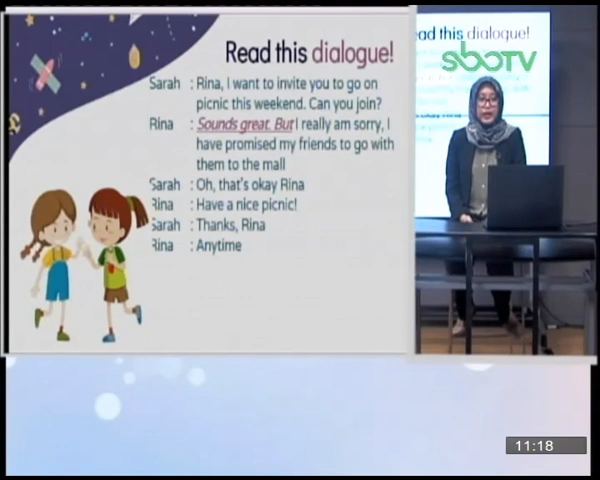 Read this dialogue!
Sarah : Rina, I want to invite you to go on
picnic this weekend. Can you join?
Rina : Sounds great. But I really am sorry, I
have promised my friends to go with
them to the mall
Sarah : Oh, that's okay Rina
Rina : Have a nice picnic!
Sarah : Thanks, Rina
Rina : Anytime
ad this dialogue!
sboTV
11:18